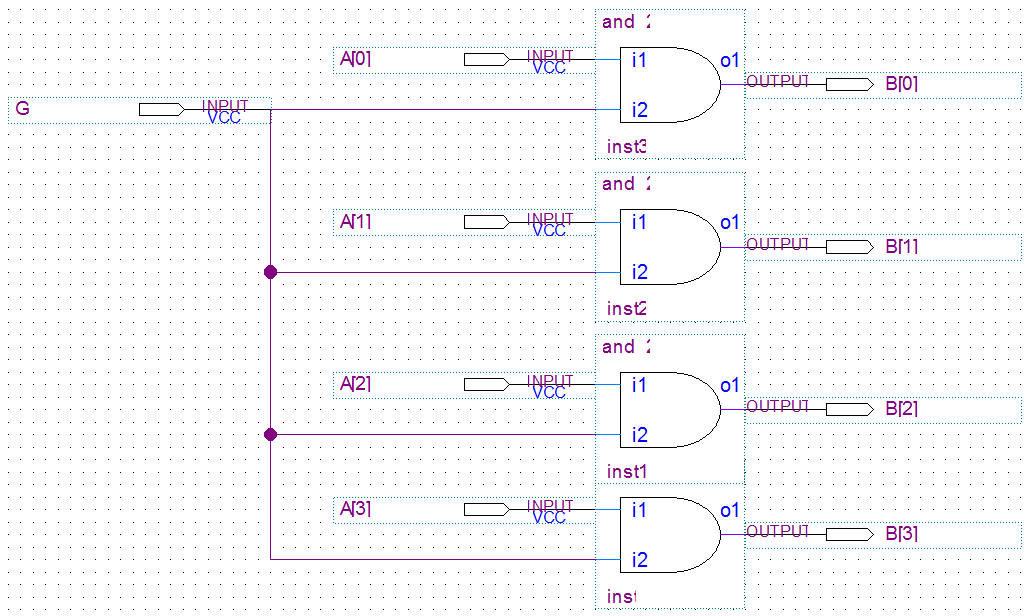 and 2
A[0] INPUT VCC i1 o1
OUTPUT B[0]
G INPUT VCC i2
inst3
and 2
A[1] INPUT VCC i1 o1
OUTPUT B[1]
i2
inst2
and 2
A[2] INPUT VCC i1 o1
OUTPUT B[2]
i2
inst1
A[3] INPUT VCC i1 o1
OUTPUT B[3]
i2
inst